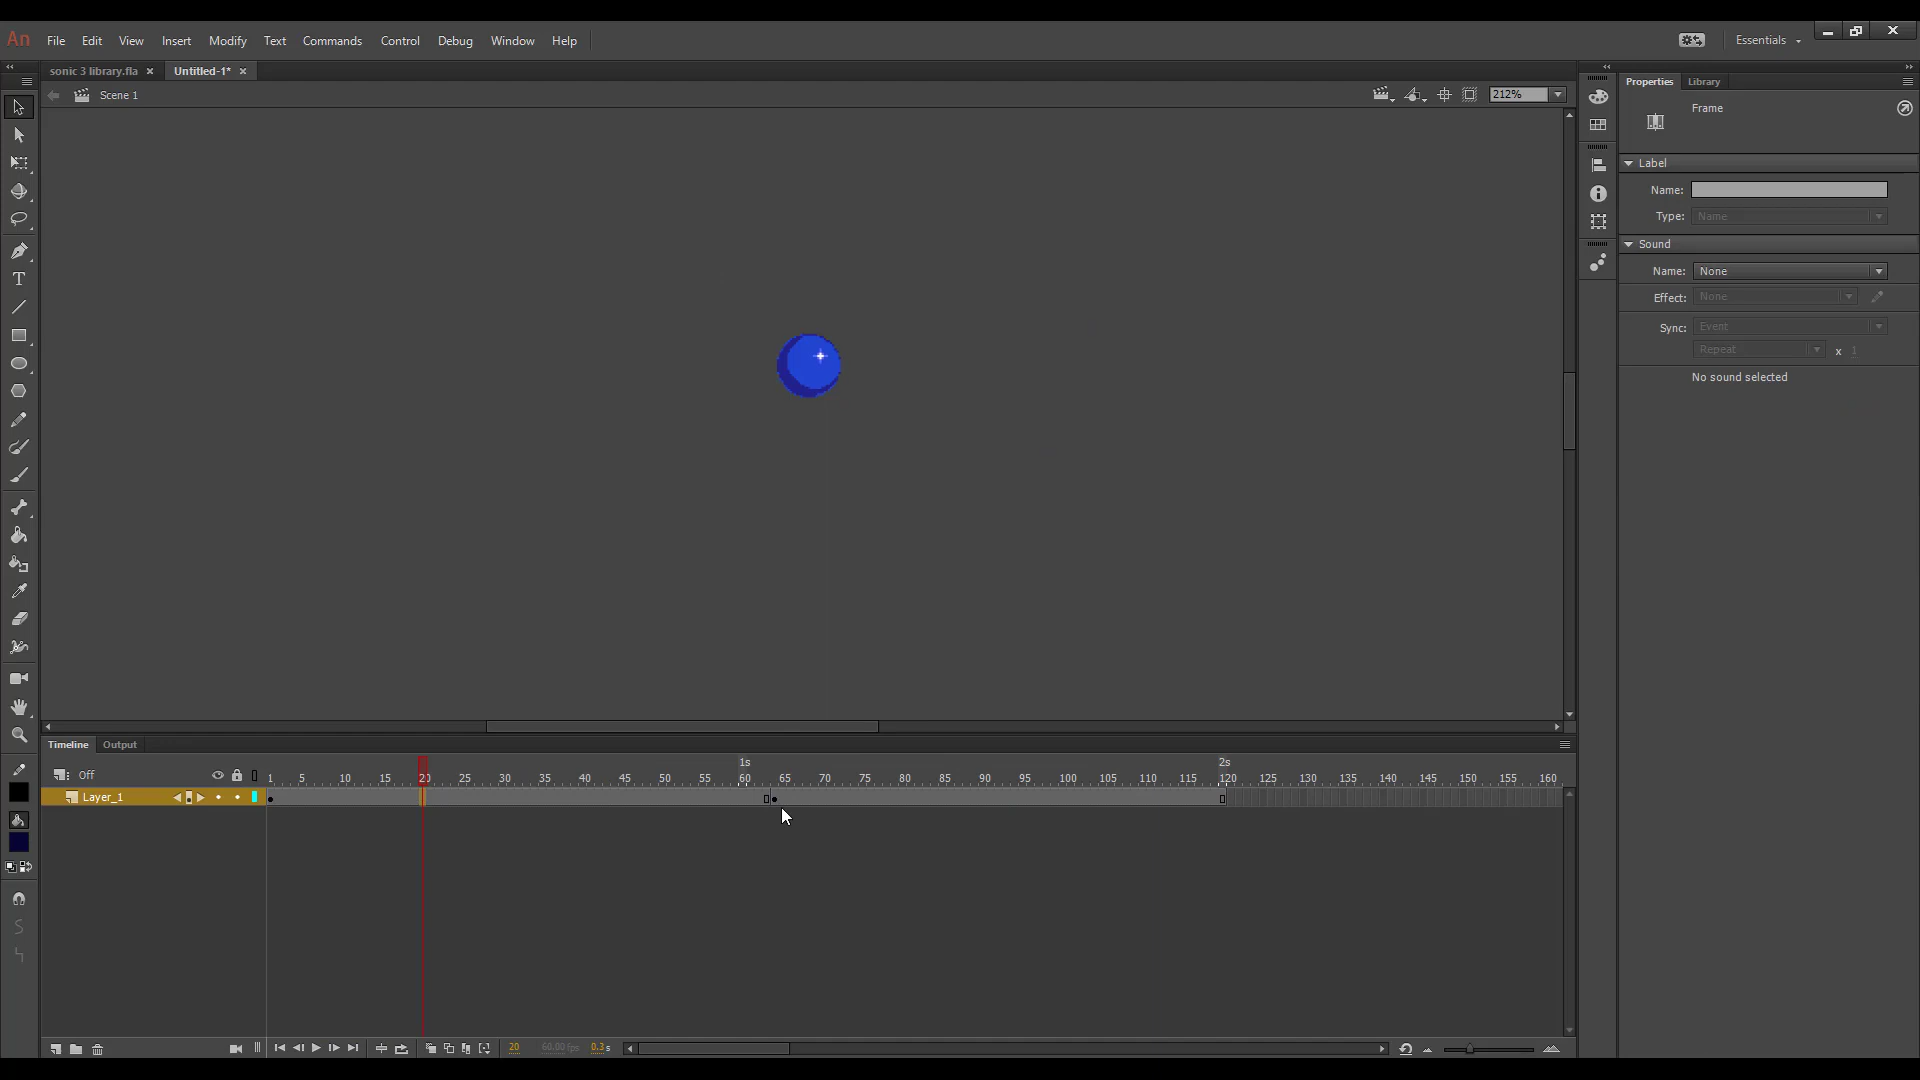 An File Edit View Insert Modify Text Commands Control Debug Window Help Essentials
sonic 3 library.fla Untitled-1*
Properties Library
Scene 1
212%
Frame
Label
Name:
Type: Name
Sound
Name: None
Effect: None
Sync: Event
Repeat x 1
No sound selected
T
Timeline Output
1s 2s
Off
1 5 10 15 20 25 30 35 40 45 50 55 60 65 70 75 80 85 90 95 100 105 110 115 120 125 130 135 140 145 150 155 160
Layer_1
20 60.00 fps 0.3 s